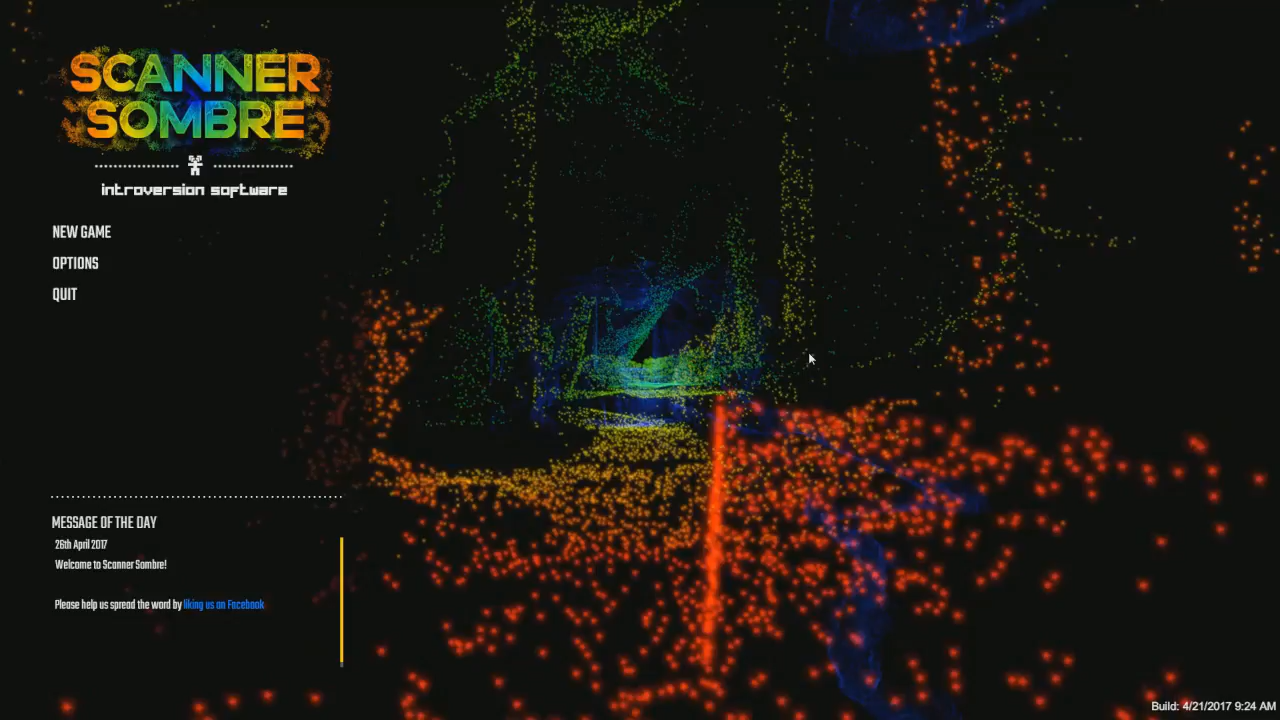 SCANNER
SOMBRE
introversion software
NEW GAME
OPTIONS
QUIT
MESSAGE OF THE DAY
26th April 2017
Welcome to Scanner Sombre!
Please help us spread the word by liking us on Facebook
Build: 4/21/2017 9:24 AM